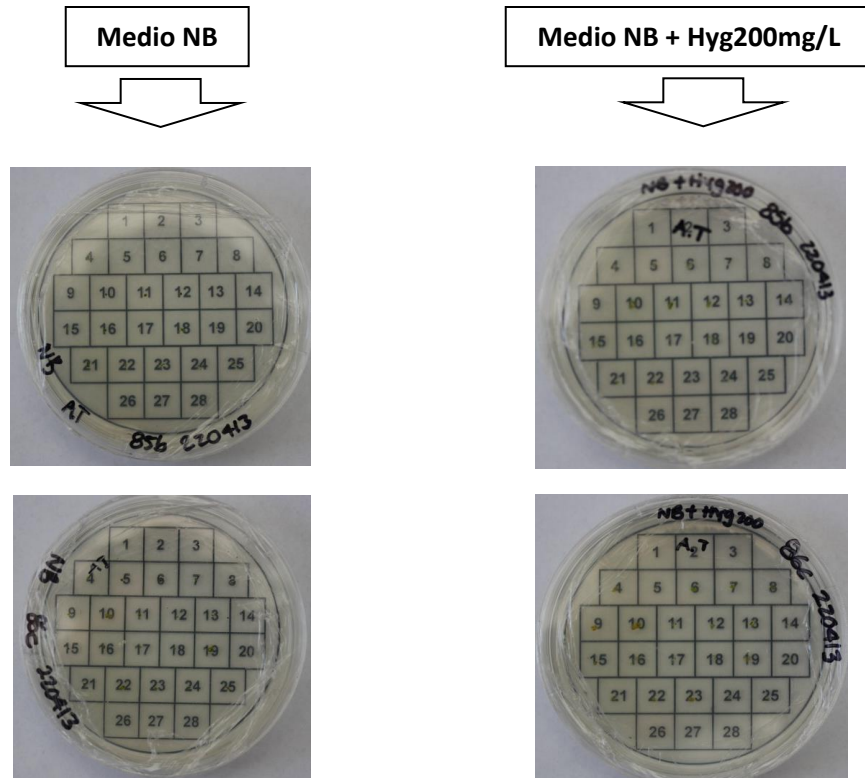 Medio NB
Medio NB + Hyg200mg/L
1 2 3
4 5 6 7 8
9 10 11 12 13 14
15 16 17 18 19 20
21 22 23 24 25
26 27 28
NB
AT
85b 220413
NB + Hyg200
85b 220413
A.T
1 2 3
4 5 6 7 8
9 10 11 12 13 14
15 16 17 18 19 20
21 22 23 24 25
26 27 28
NB
AT
86c 220413
1 2 3
4 5 6 7 8
9 10 11 12 13 14
15 16 17 18 19 20
21 22 23 24 25
26 27 28
NB + Hyg200
A.T
86c 220413
1 2 3
4 5 6 7 8
9 10 11 12 13 14
15 16 17 18 19 20
21 22 23 24 25
26 27 28